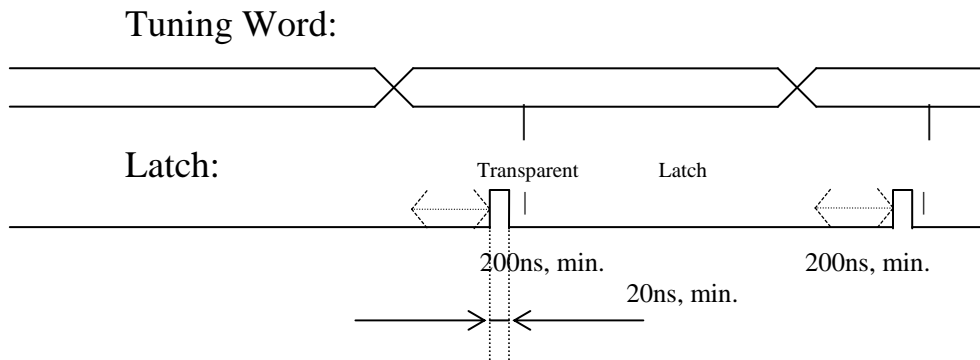 Tuning Word:
Latch:
Transparent
Latch
200ns, min.
200ns, min.
20ns, min.